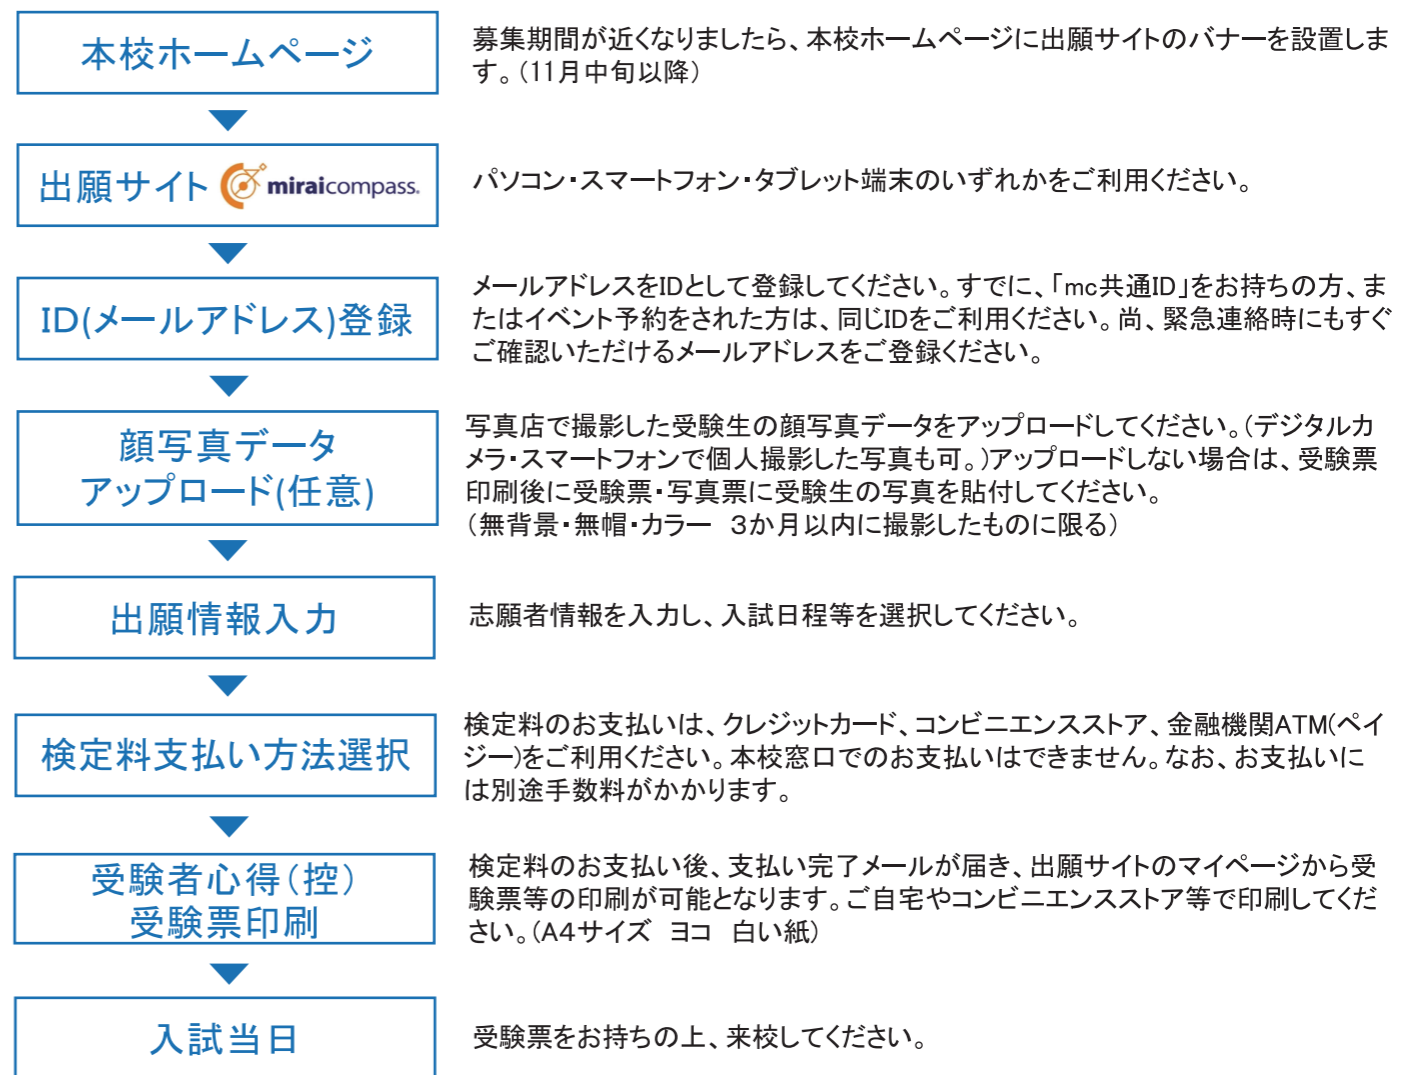 本校ホームページ
募集期間が近くなりましたら、本校ホームページに出願サイトのバナーを設置しま
す。(11月中旬以降)
出願サイト miraicompass.
パソコン・スマートフォン・タブレット端末のいずれかをご利用ください。
ID(メールアドレス)登録
メールアドレスをIDとして登録してください。すでに、「mc共通ID」をお持ちの方、ま
たはイベント予約をされた方は、同じIDをご利用ください。尚、緊急連絡時にもすぐ
ご確認いただけるメールアドレスをご登録ください。
顔写真データ
アップロード(任意)
写真店で撮影した受験生の顔写真データをアップロードしてください。(デジタルカ
メラ・スマートフォンで個人撮影した写真も可。)アップロードしない場合は、受験票
印刷後に受験票・写真票に受験生の写真を貼付してください。
(無背景・無帽・カラー　3か月以内に撮影したものに限る)
出願情報入力
志願者情報を入力し、入試日程等を選択してください。
検定料支払い方法選択
検定料のお支払いは、クレジットカード、コンビニエンスストア、金融機関ATM(ペイ
ジー)をご利用ください。本校窓口でのお支払いはできません。なお、お支払いに
は別途手数料がかかります。
受験者心得(控)
受験票印刷
検定料のお支払い後、支払い完了メールが届き、出願サイトのマイページから受
験票等の印刷が可能となります。ご自宅やコンビニエンスストア等で印刷してくだ
さい。(A4サイズ　ヨコ　白い紙)
入試当日
受験票をお持ちの上、来校してください。